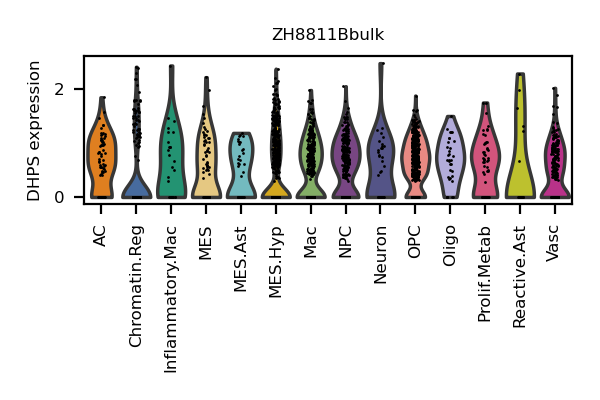 ZH8811Bbulk
DHPS expression
2
0
AC
Chromatin.Reg
Inflammatory.Mac
MES
MES.Ast
MES.Hyp
Mac
NPC
Neuron
OPC
Oligo
Prolif.Metab
Reactive.Ast
Vasc